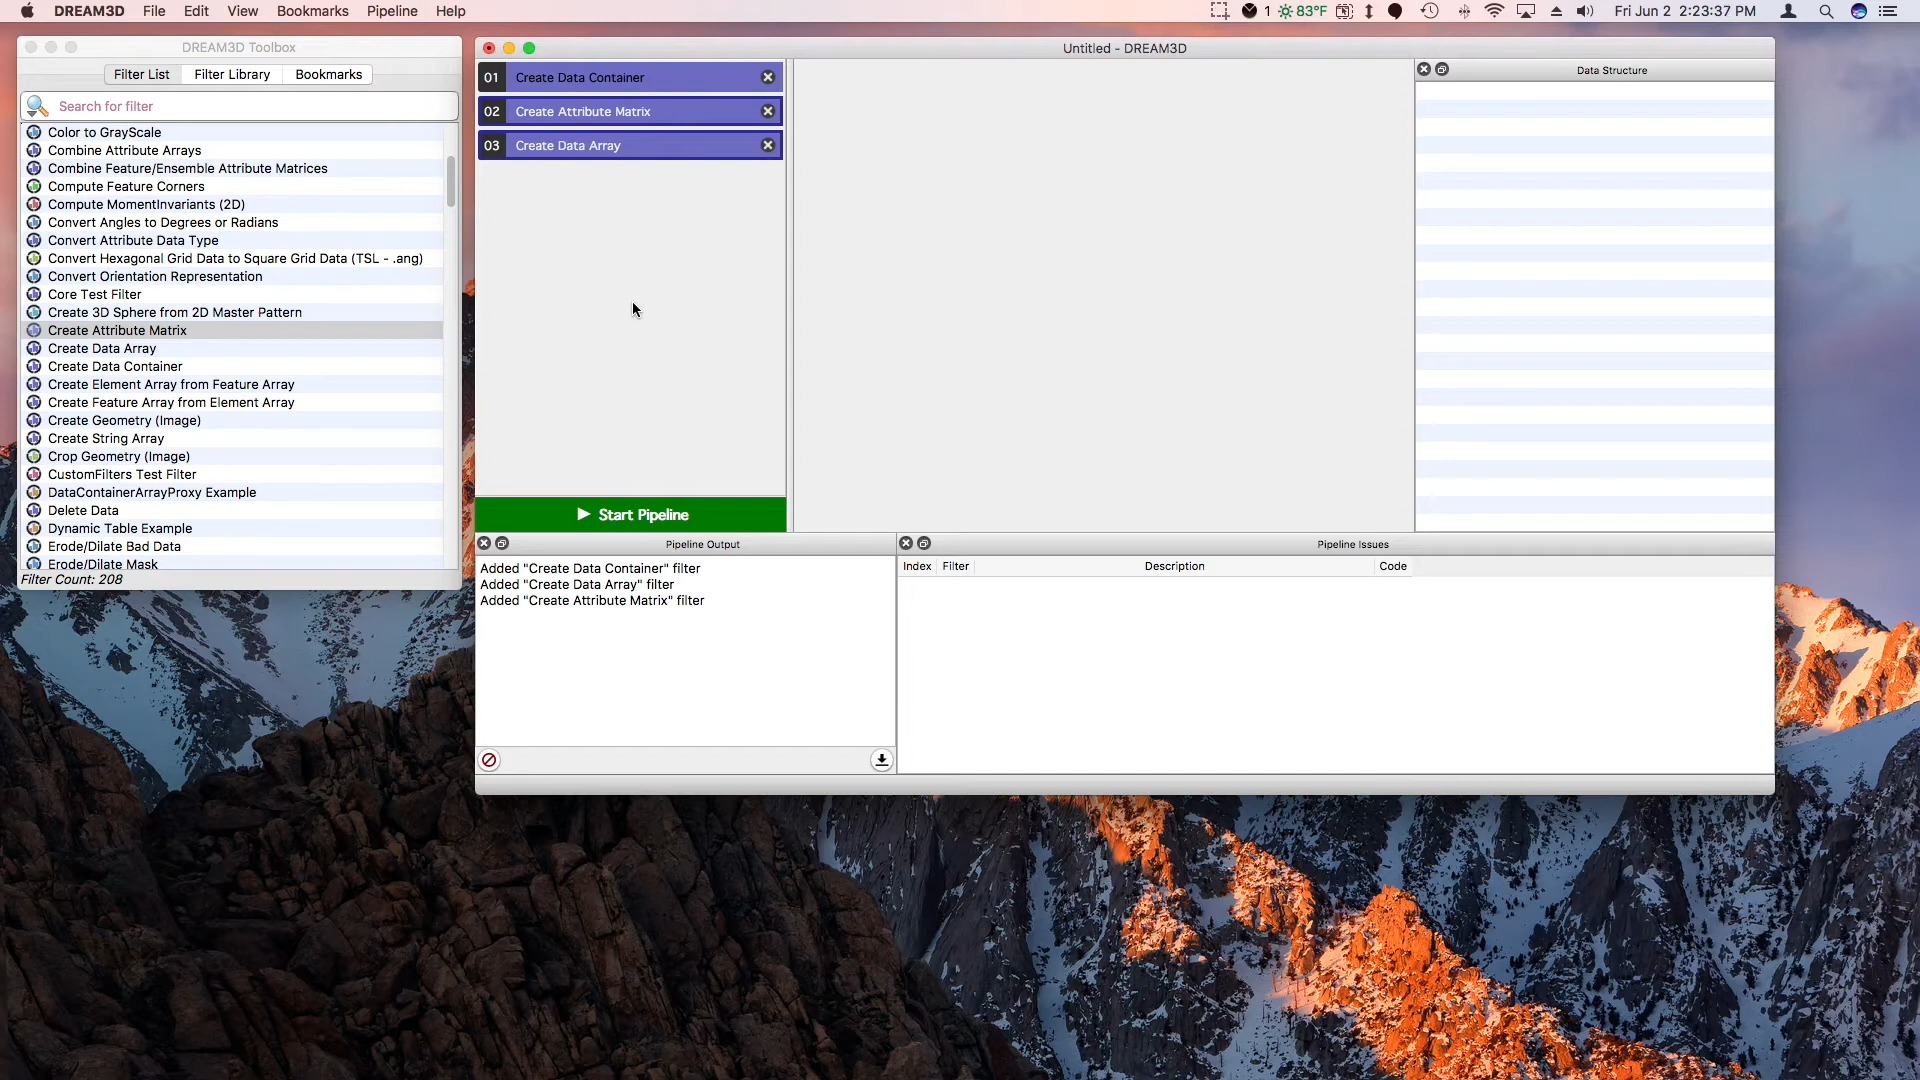 DREAM3D File Edit View Bookmarks Pipeline Help
1 83°F Fri Jun 2 2:23:37 PM
DREAM3D Toolbox
Filter List Filter Library Bookmarks
Search for filter
Color to GrayScale
Combine Attribute Arrays
Combine Feature/Ensemble Attribute Matrices
Compute Feature Corners
Compute MomentInvariants (2D)
Convert Angles to Degrees or Radians
Convert Attribute Data Type
Convert Hexagonal Grid Data to Square Grid Data (TSL - .ang)
Convert Orientation Representation
Core Test Filter
Create 3D Sphere from 2D Master Pattern
Create Attribute Matrix
Create Data Array
Create Data Container
Create Element Array from Feature Array
Create Feature Array from Element Array
Create Geometry (Image)
Create String Array
Crop Geometry (Image)
CustomFilters Test Filter
DataContainerArrayProxy Example
Delete Data
Dynamic Table Example
Erode/Dilate Bad Data
Erode/Dilate Mask
Filter Count: 208
Untitled - DREAM3D
01 Create Data Container
02 Create Attribute Matrix
03 Create Data Array
Start Pipeline
Data Structure
Pipeline Output
Added "Create Data Container" filter
Added "Create Data Array" filter
Added "Create Attribute Matrix" filter
Pipeline Issues
Index Filter Description Code